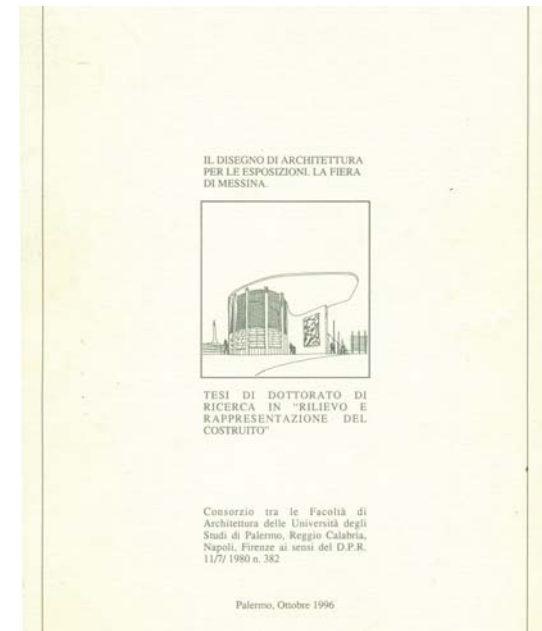 IL DISEGNO DI ARCHITETTURA
PER LE ESPOSIZIONI. LA FIERA
DI MESSINA.
TESI DI DOTTORATO DI
RICERCA IN "RILIEVO E
RAPPRESENTAZIONE DEL
COSTRUITO"
Consorzio tra le Facoltà di
Architettura delle Università degli
Studi di Palermo, Reggio Calabria,
Napoli, Firenze ai sensi del D.P.R.
11/7/ 1980 n. 382
Palermo, Ottobre 1996